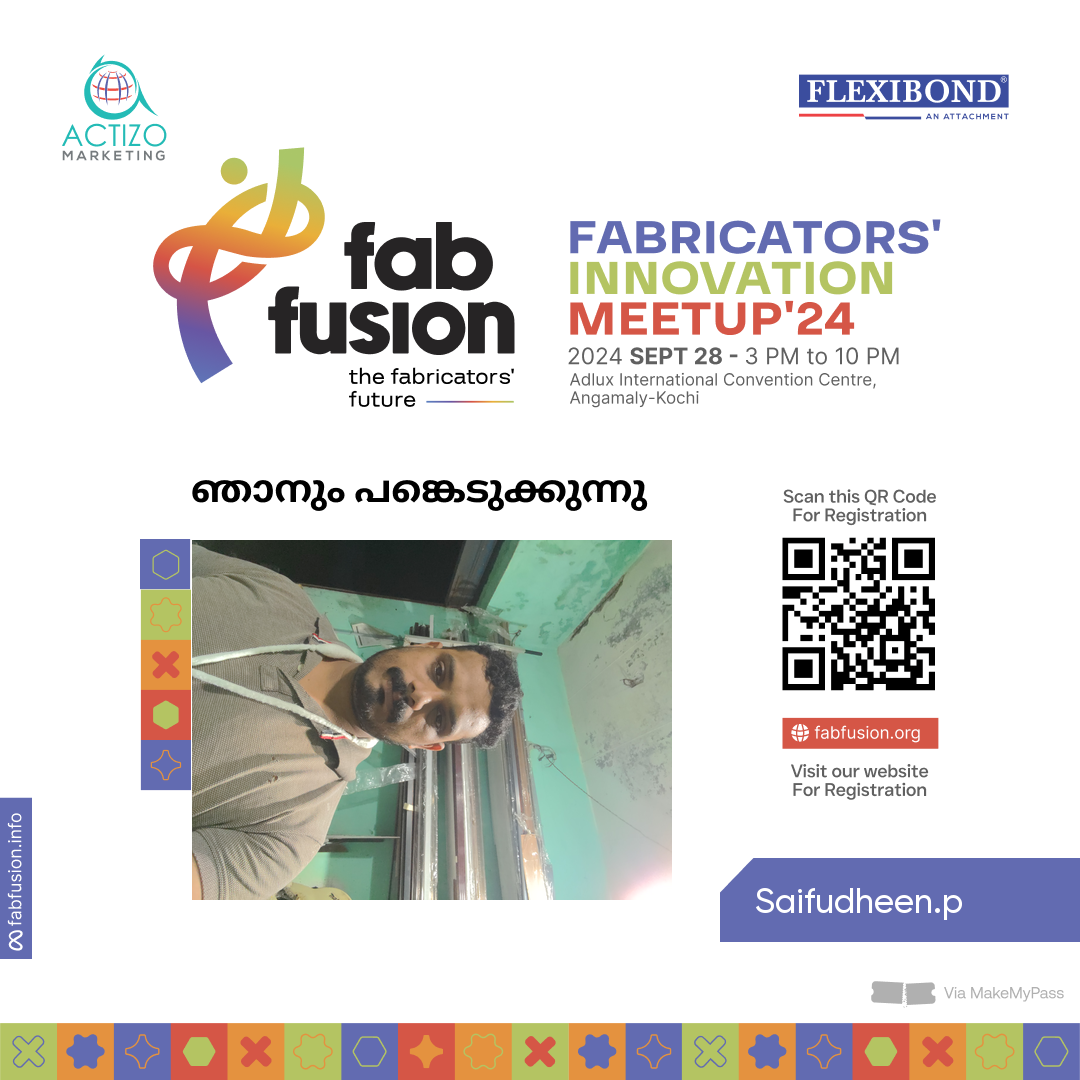 ACTIZO
MARKETING
FLEXIBOND®
AN ATTACHMENT
fab
fusion
the fabricators'
future
FABRICATORS'
INNOVATION
MEETUP'24
2024 SEPT 28 - 3 PM to 10 PM
Adlux International Convention Centre,
Angamaly-Kochi
ഞാനും പങ്കെടുക്കുന്നു
Scan this QR Code
For Registration
fabfusion.org
Visit our website
For Registration
fabfusion.info
Saifudheen.p
Via MakeMyPass